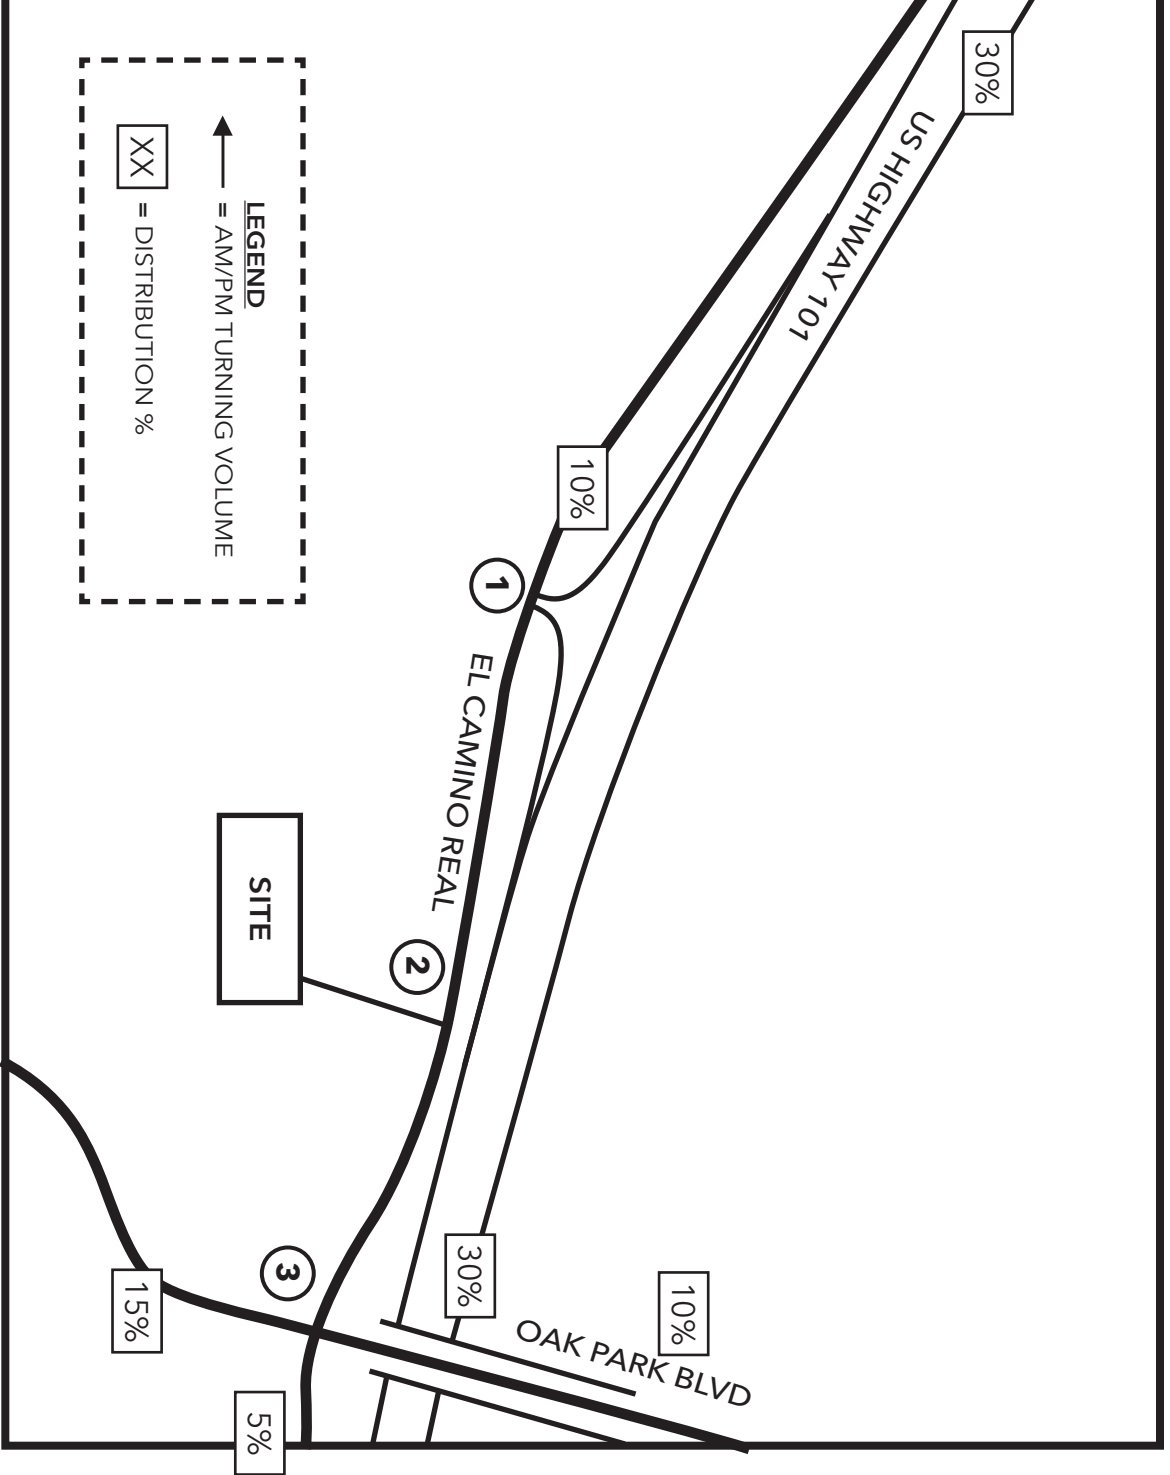 30%
US HIGHWAY 101
LEGEND
= AM/PM TURNING VOLUME
XX = DISTRIBUTION %
10%
1
EL CAMINO REAL
SITE
2
3
30%
10%
OAK PARK BLVD
15%
5%